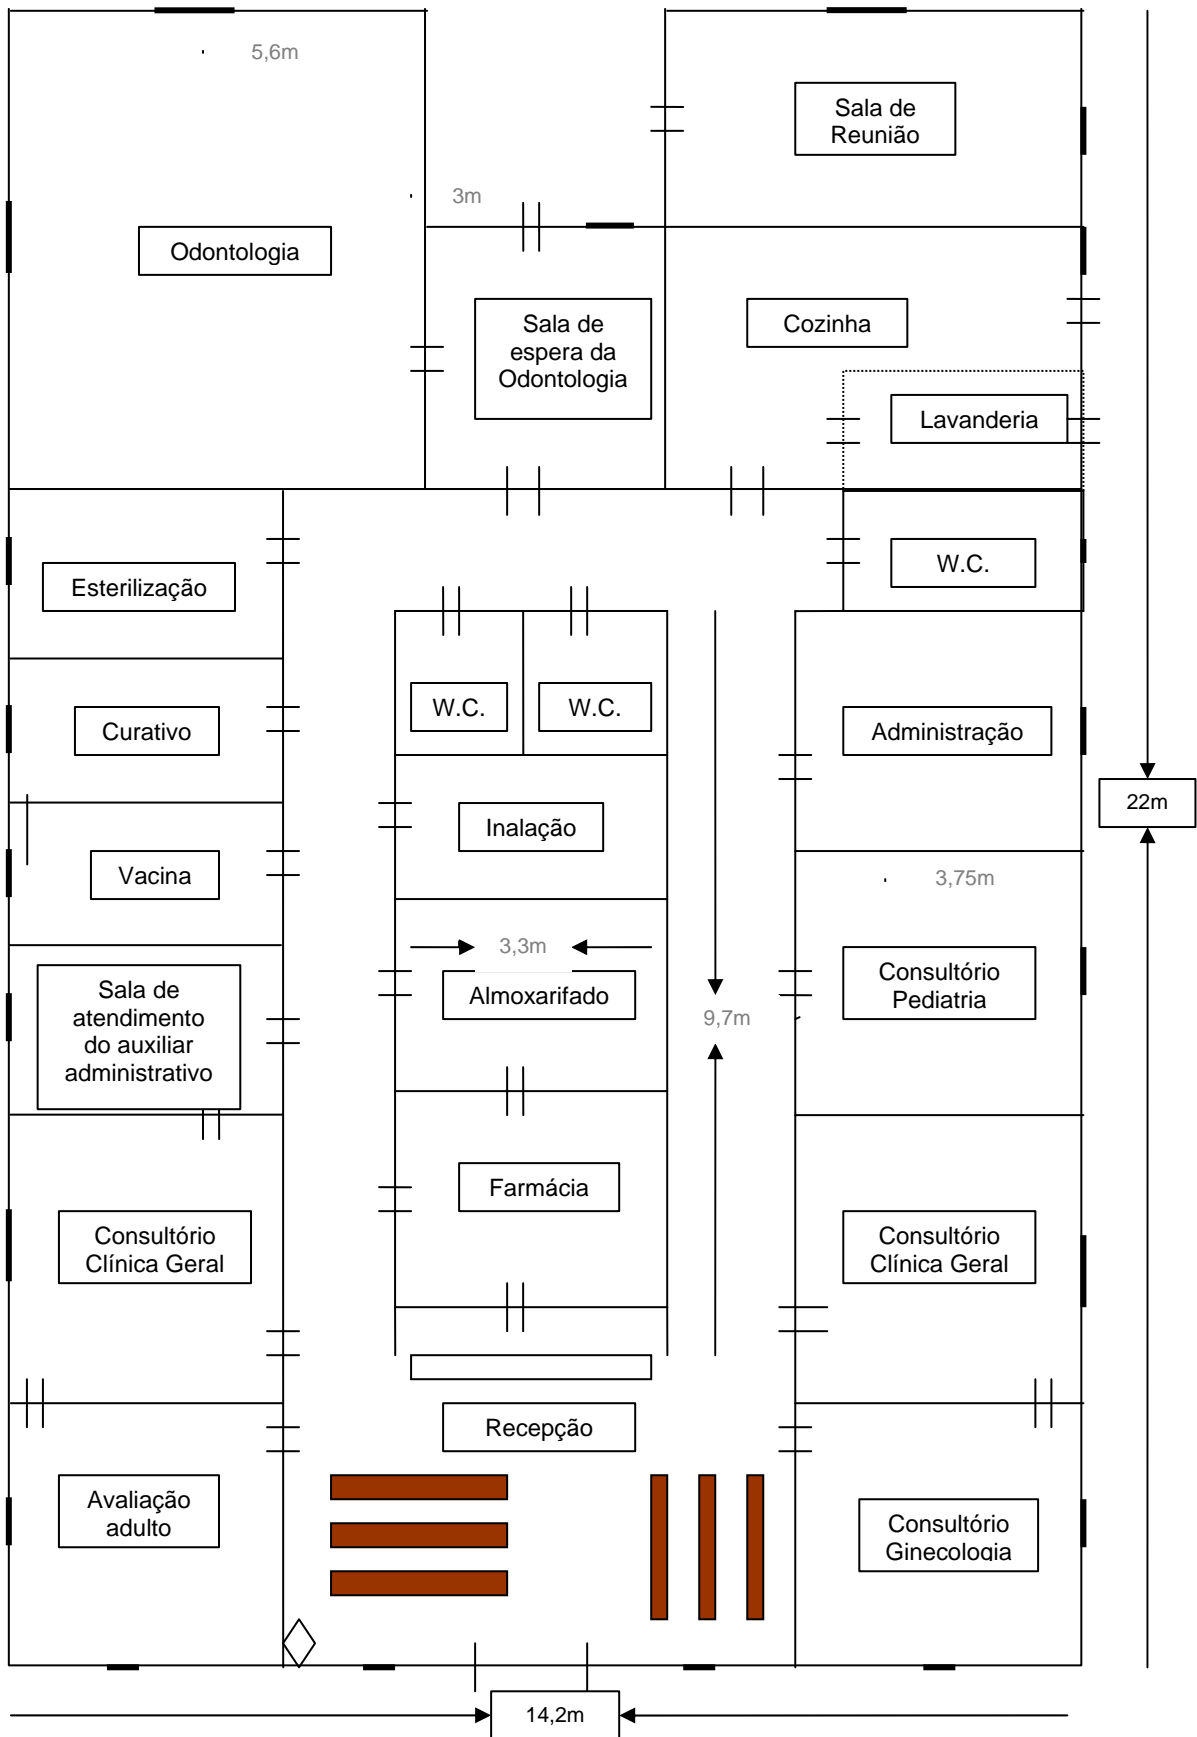 5,6m
Sala de
Reunião
3m
Odontologia
Sala de
espera da
Odontologia
Cozinha
Lavanderia
Esterilização
W.C.
W.C.
W.C.
Curativo
Administração
22m
Inalação
Vacina
3,75m
3,3m
Sala de
atendimento
do auxiliar
administrativo
Almoxarifado
9,7m
Consultório
Pediatria
Farmácia
Consultório
Clínica Geral
Consultório
Clínica Geral
Recepção
Avaliação
adulto
Consultório
Ginecologia
14,2m